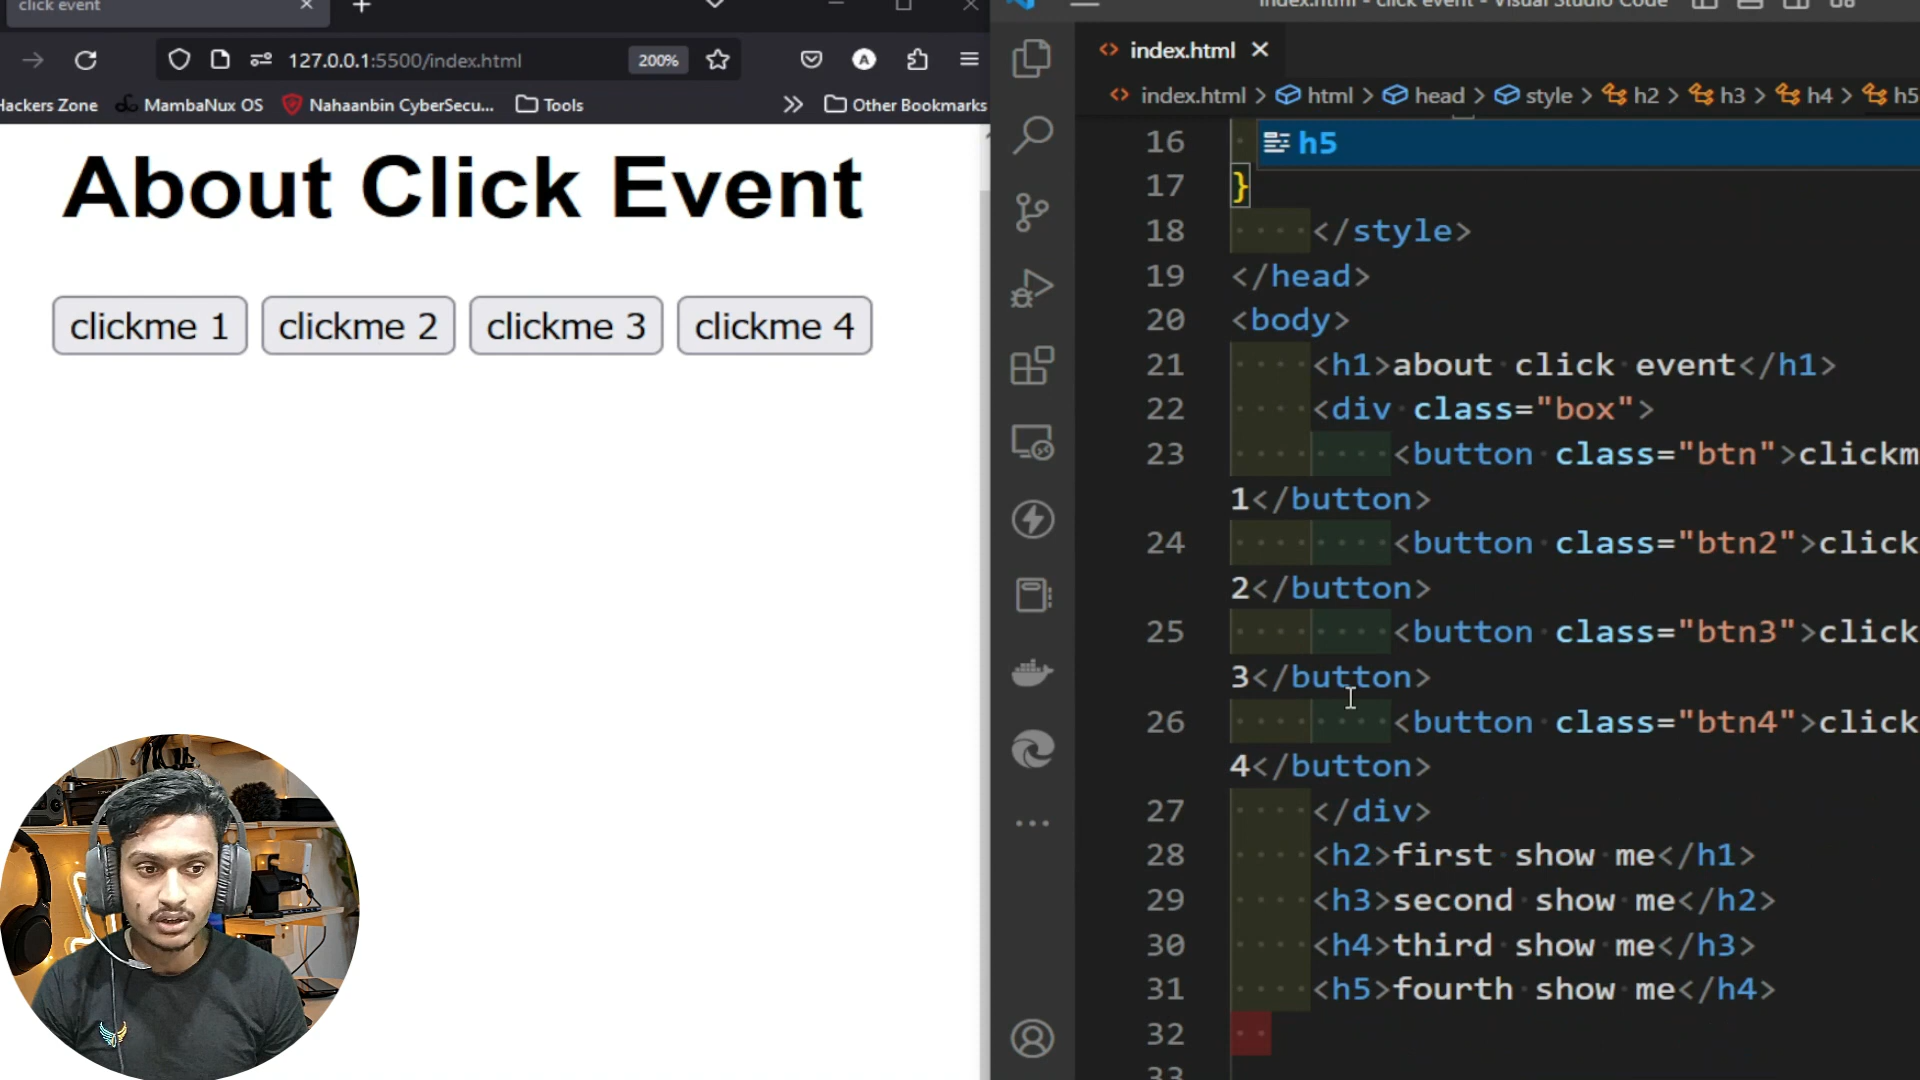 click event
index.html - click event - Visual Studio Code
127.0.0.1:5500/index.html
200%
A
Hackers Zone
MambaNux OS
Nahaanbin CyberSecu...
Tools
Other Bookmarks
About Click Event
clickme 1
clickme 2
clickme 3
clickme 4
index.html
index.html > html > head > style > h2 > h3 > h4 > h5
16
h5
17 }
18 </style>
19 </head>
20 <body>
21 <h1>about click event</h1>
22 <div class="box">
23 <button class="btn">clickm
1</button>
24 <button class="btn2">click
2</button>
25 <button class="btn3">click
3</button>
26 <button class="btn4">click
4</button>
27 </div>
28 <h2>first show me</h1>
29 <h3>second show me</h2>
30 <h4>third show me</h3>
31 <h5>fourth show me</h4>
32
33